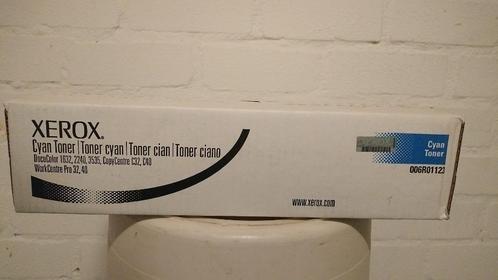 XEROX.
Cyan Toner | Toner cyan | Toner cian | Toner ciano
DocuColor 1632, 2240, 3535, CopyCentre C32, C40
WorkCentre Pro 32, 40
Cyan
Toner
006R01123
www.xerox.com